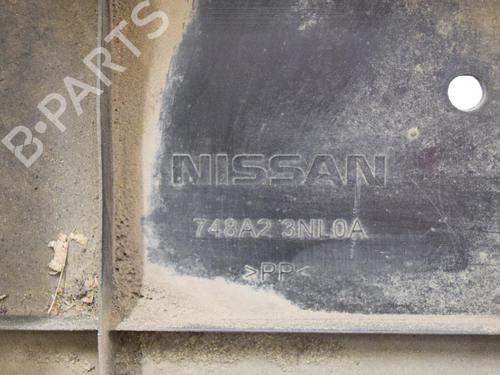 B-PARTS
NISSAN
748A2 3NL0A
>PP<